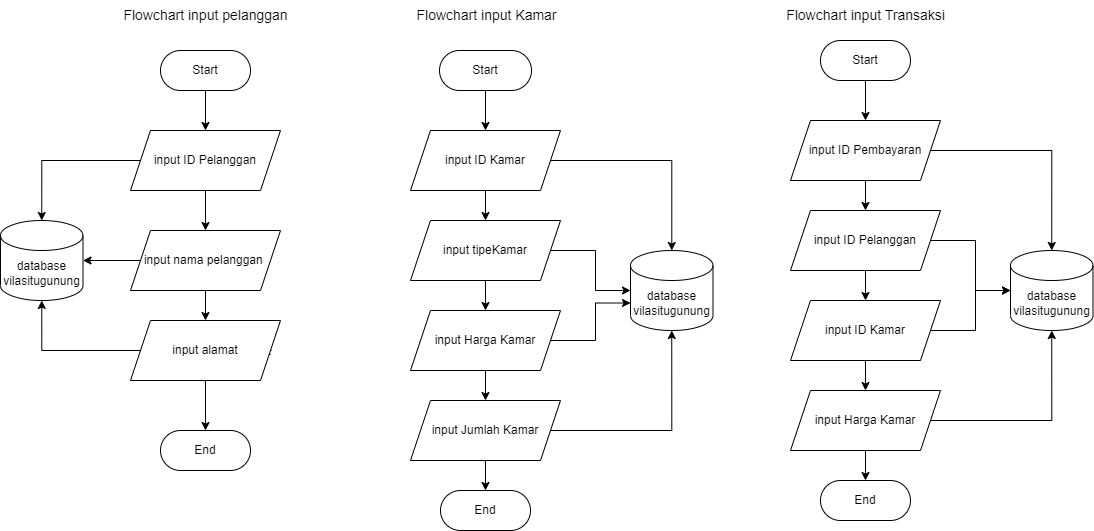 Flowchart input pelanggan
Start
input ID Pelanggan
input nama pelanggan
database
vilasitugunung
input alamat
End
Flowchart input Kamar
Start
input ID Kamar
input tipeKamar
input Harga Kamar
database
vilasitugunung
input Jumlah Kamar
End
Flowchart input Transaksi
Start
input ID Pembayaran
input ID Pelanggan
database
vilasitugunung
input ID Kamar
input Harga Kamar
End